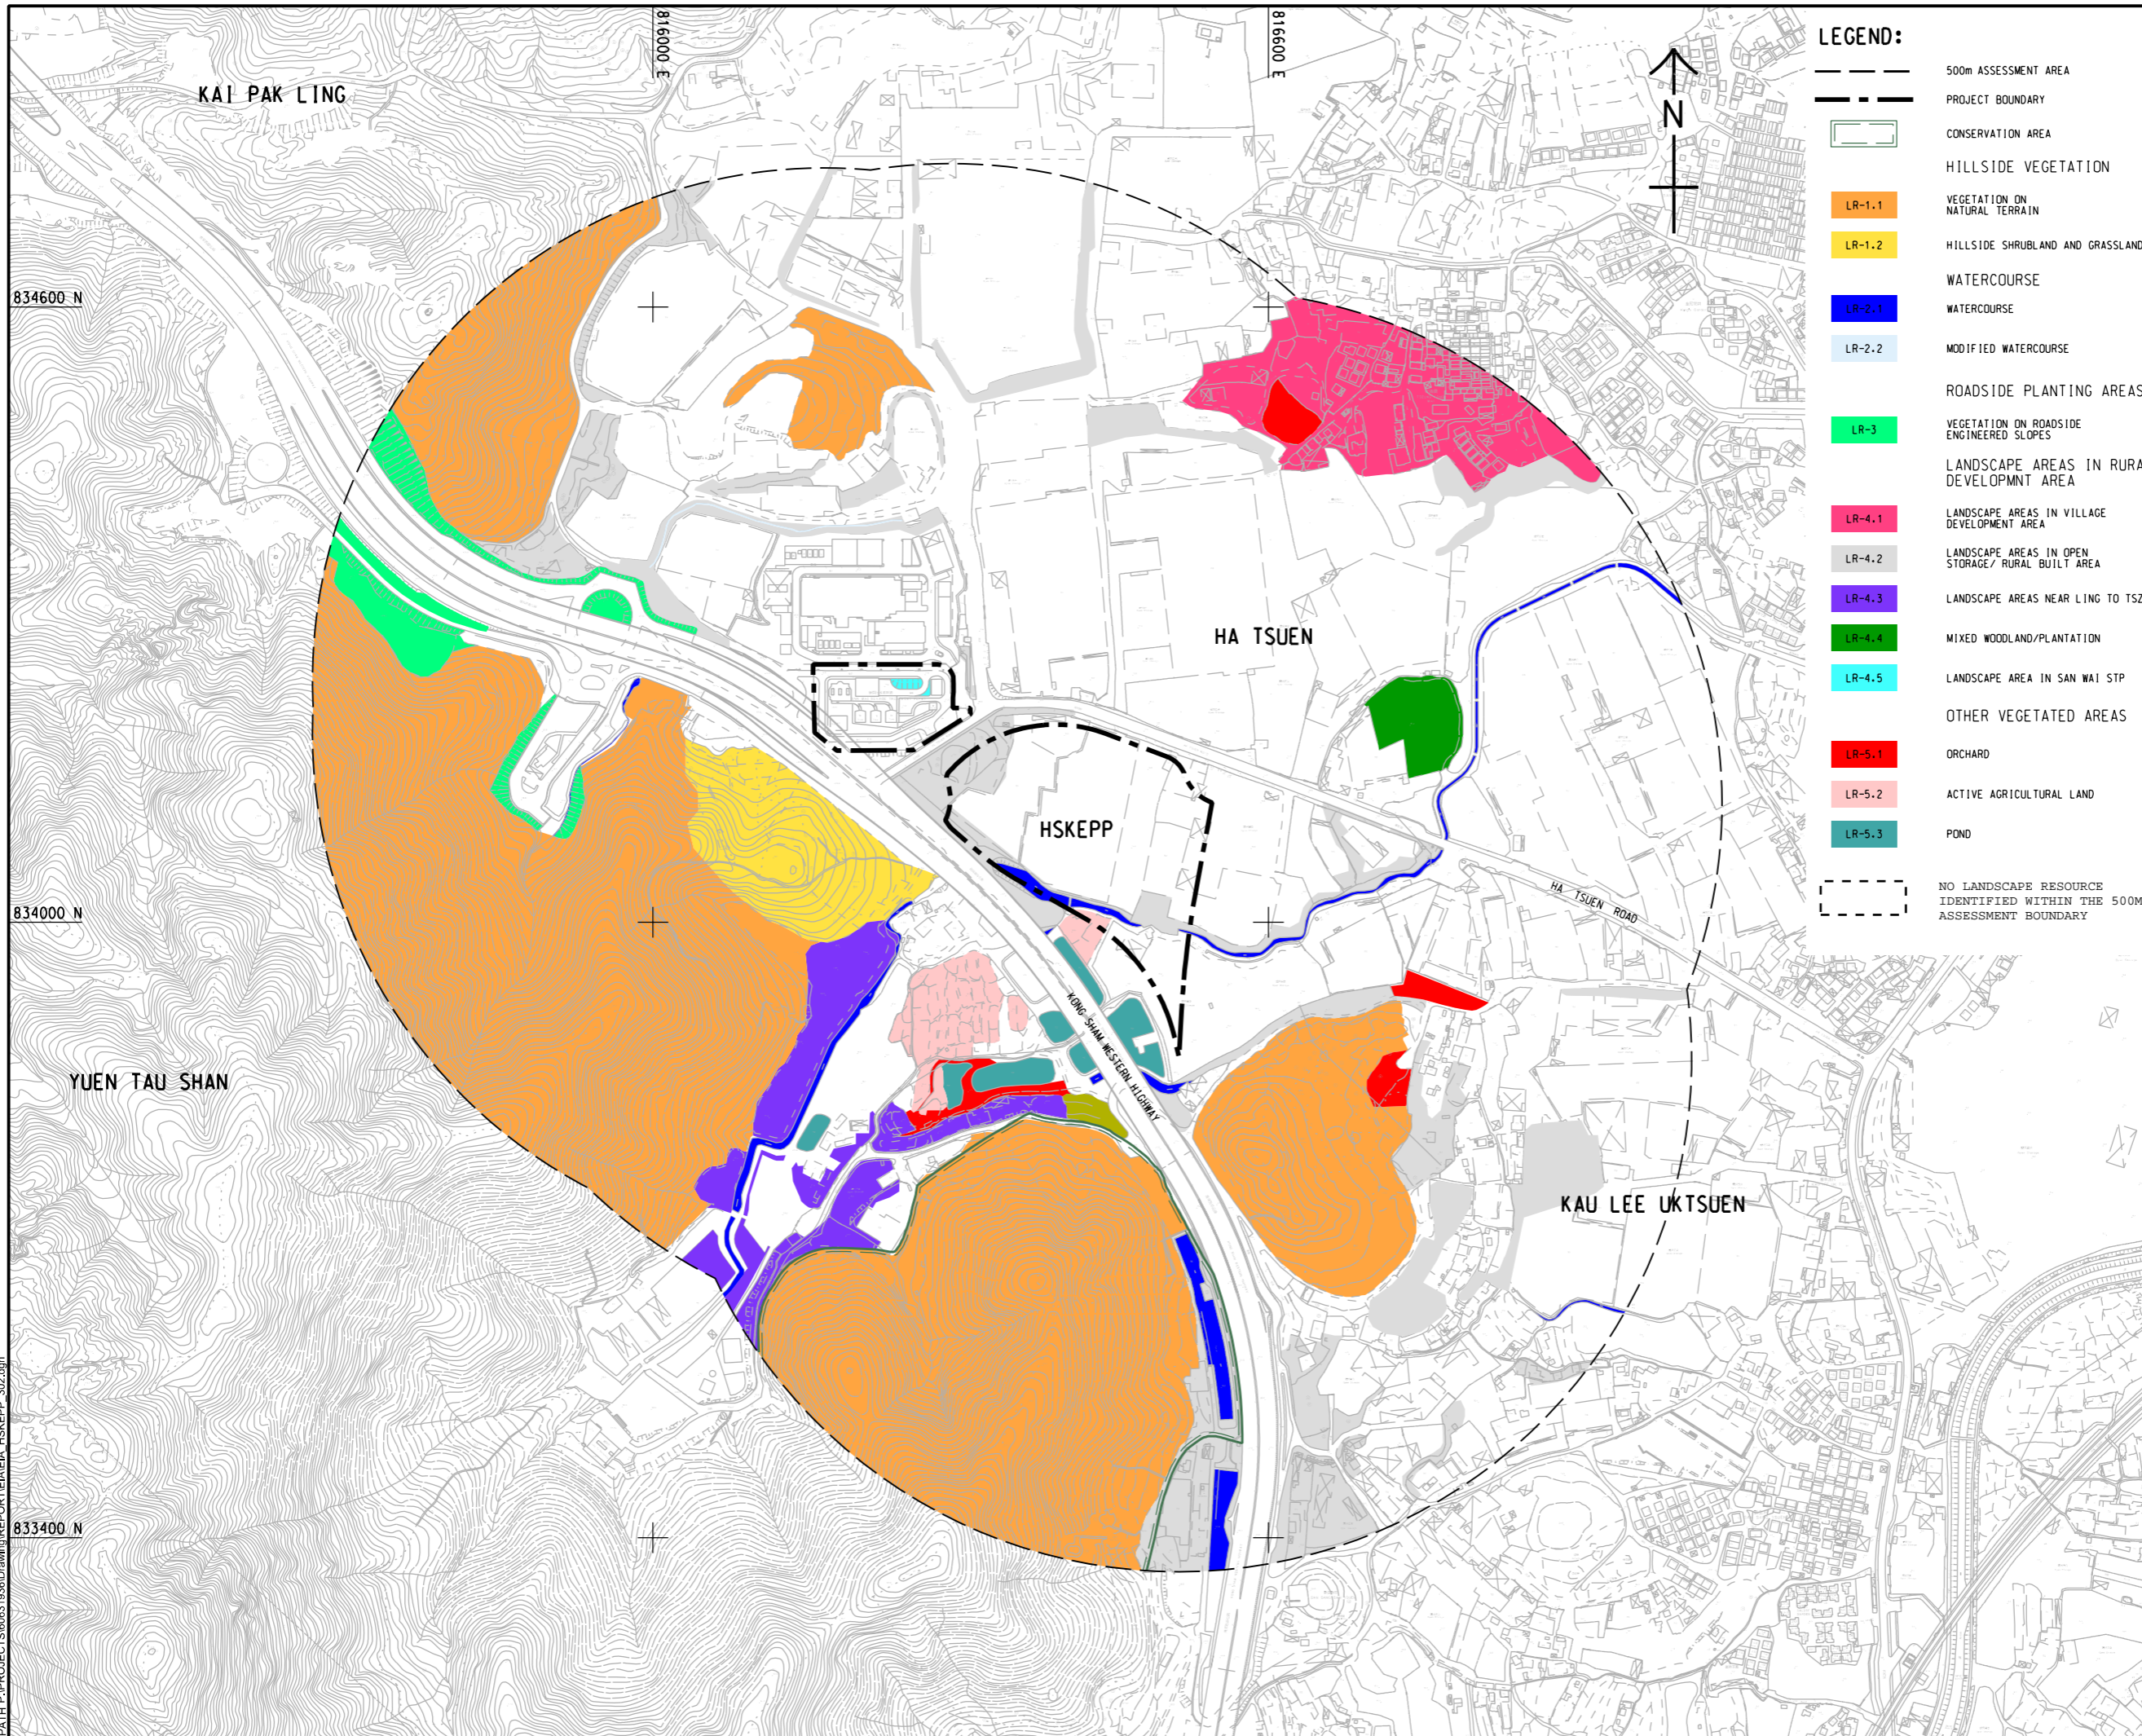 816000 E
816600 E
KAI PAK LING
834600 N
HA TSUEN
HSKEPP
834000 N
HA TSUEN ROAD
KONG SHAM WESTERN HIGHWAY
YUEN TAU SHAN
KAU LEE UKTSUEN
833400 N
N
LEGEND:
500m ASSESSMENT AREA
PROJECT BOUNDARY
CONSERVATION AREA
HILLSIDE VEGETATION
LR-1.1 VEGETATION ON
NATURAL TERRAIN
LR-1.2 HILLSIDE SHRUBLAND AND GRASSLAND
WATERCOURSE
LR-2.1 WATERCOURSE
LR-2.2 MODIFIED WATERCOURSE
ROADSIDE PLANTING AREAS
LR-3 VEGETATION ON ROADSIDE
ENGINEERED SLOPES
LANDSCAPE AREAS IN RURA
DEVELOPMNT AREA
LR-4.1 LANDSCAPE AREAS IN VILLAGE
DEVELOPMENT AREA
LR-4.2 LANDSCAPE AREAS IN OPEN
STORAGE/ RURAL BUILT AREA
LR-4.3 LANDSCAPE AREAS NEAR LING TO TSZ
LR-4.4 MIXED WOODLAND/PLANTATION
LR-4.5 LANDSCAPE AREA IN SAN WAI STP
OTHER VEGETATED AREAS
LR-5.1 ORCHARD
LR-5.2 ACTIVE AGRICULTURAL LAND
LR-5.3 POND
NO LANDSCAPE RESOURCE
IDENTIFIED WITHIN THE 500M
ASSESSMENT BOUNDARY